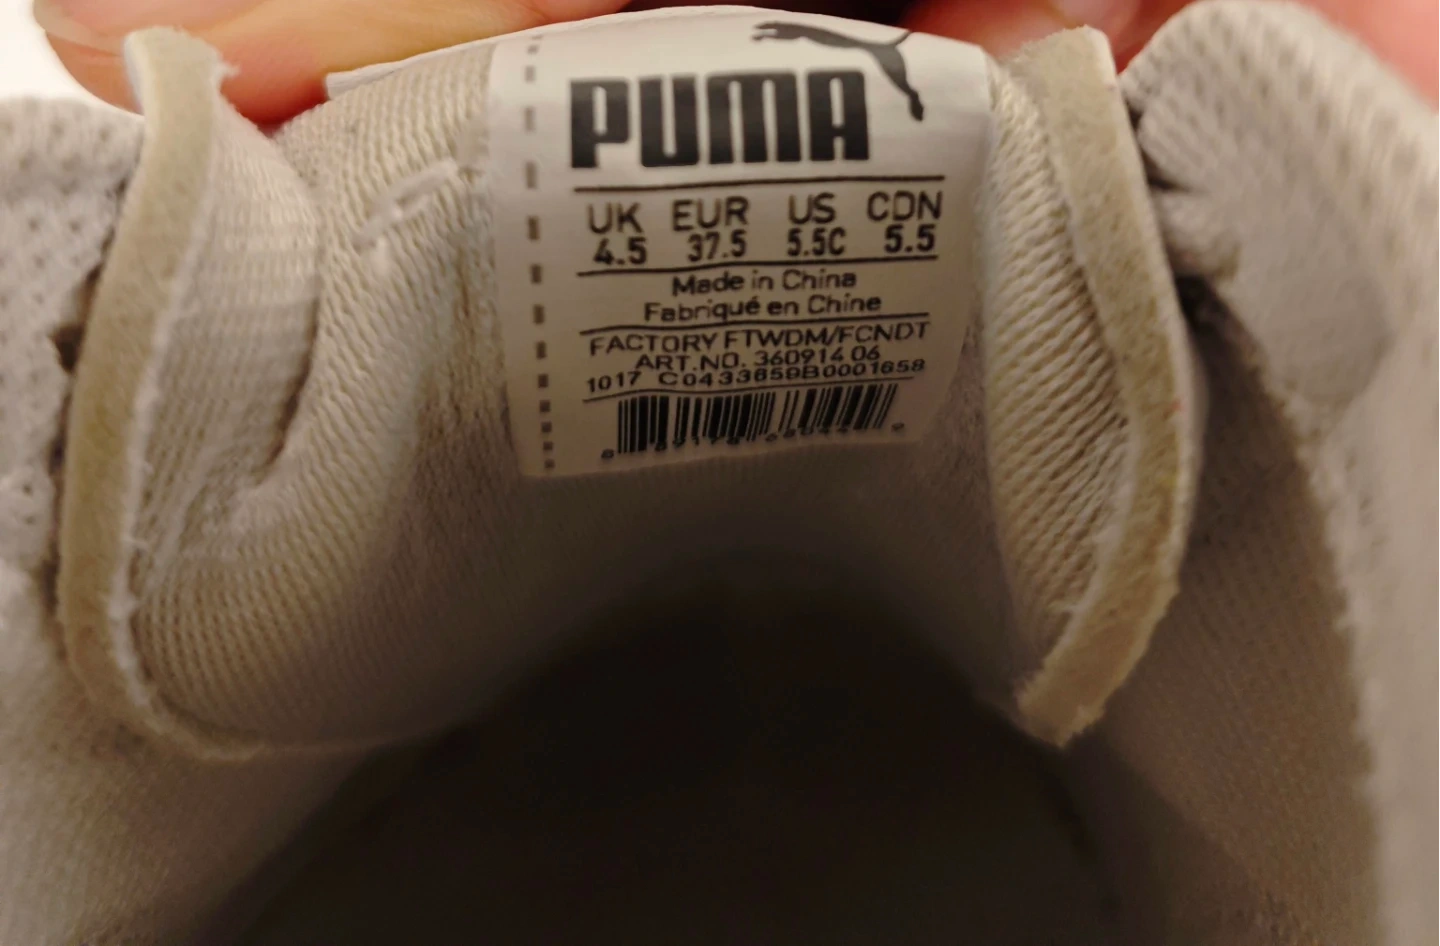 PUMA
UK EUR US CDN
4.5 37.5 5.5C 5.5
Made in China
Fabriqué en Chine
FACTORY FTWDM/FCNDT
ART.NO. 360914 06
1017 C0433659B0001658